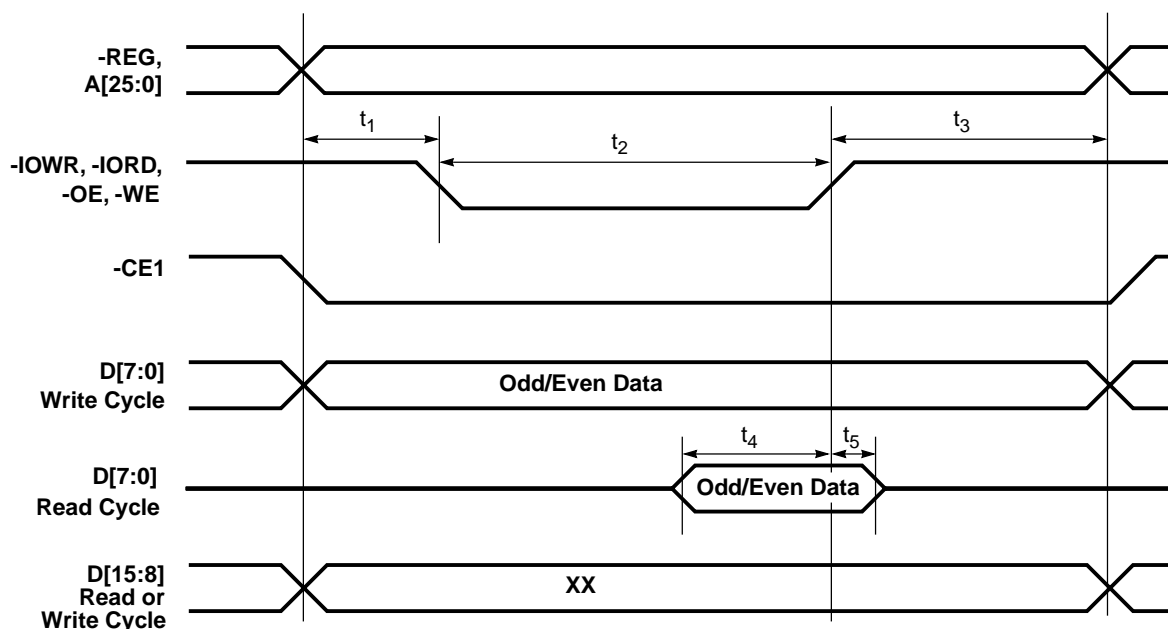 -REG,
A[25:0]
t1
t2
t3
-IOWR, -IORD,
-OE, -WE
-CE1
D[7:0]
Write Cycle
Odd/Even Data
t4
t5
D[7:0]
Read Cycle
Odd/Even Data
D[15:8]
Read or
Write Cycle
XX